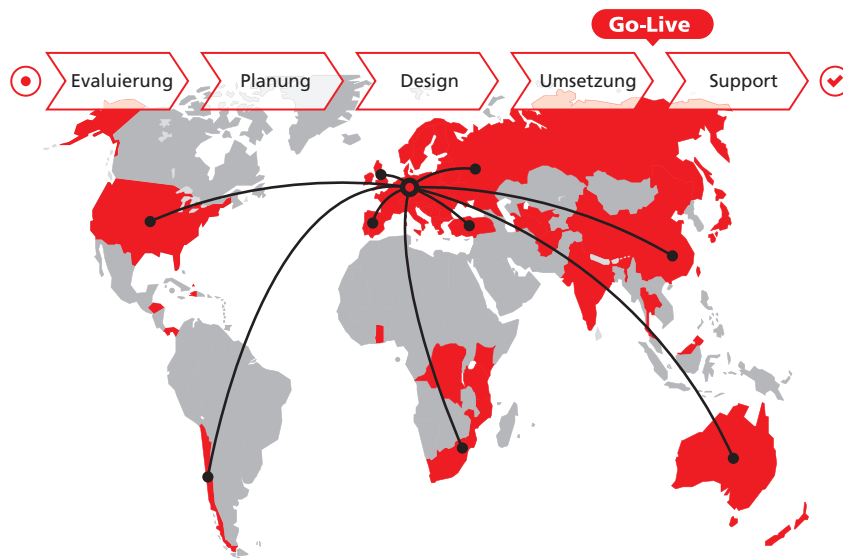 Go-Live
Evaluierung
Planung
Design
Umsetzung
Support